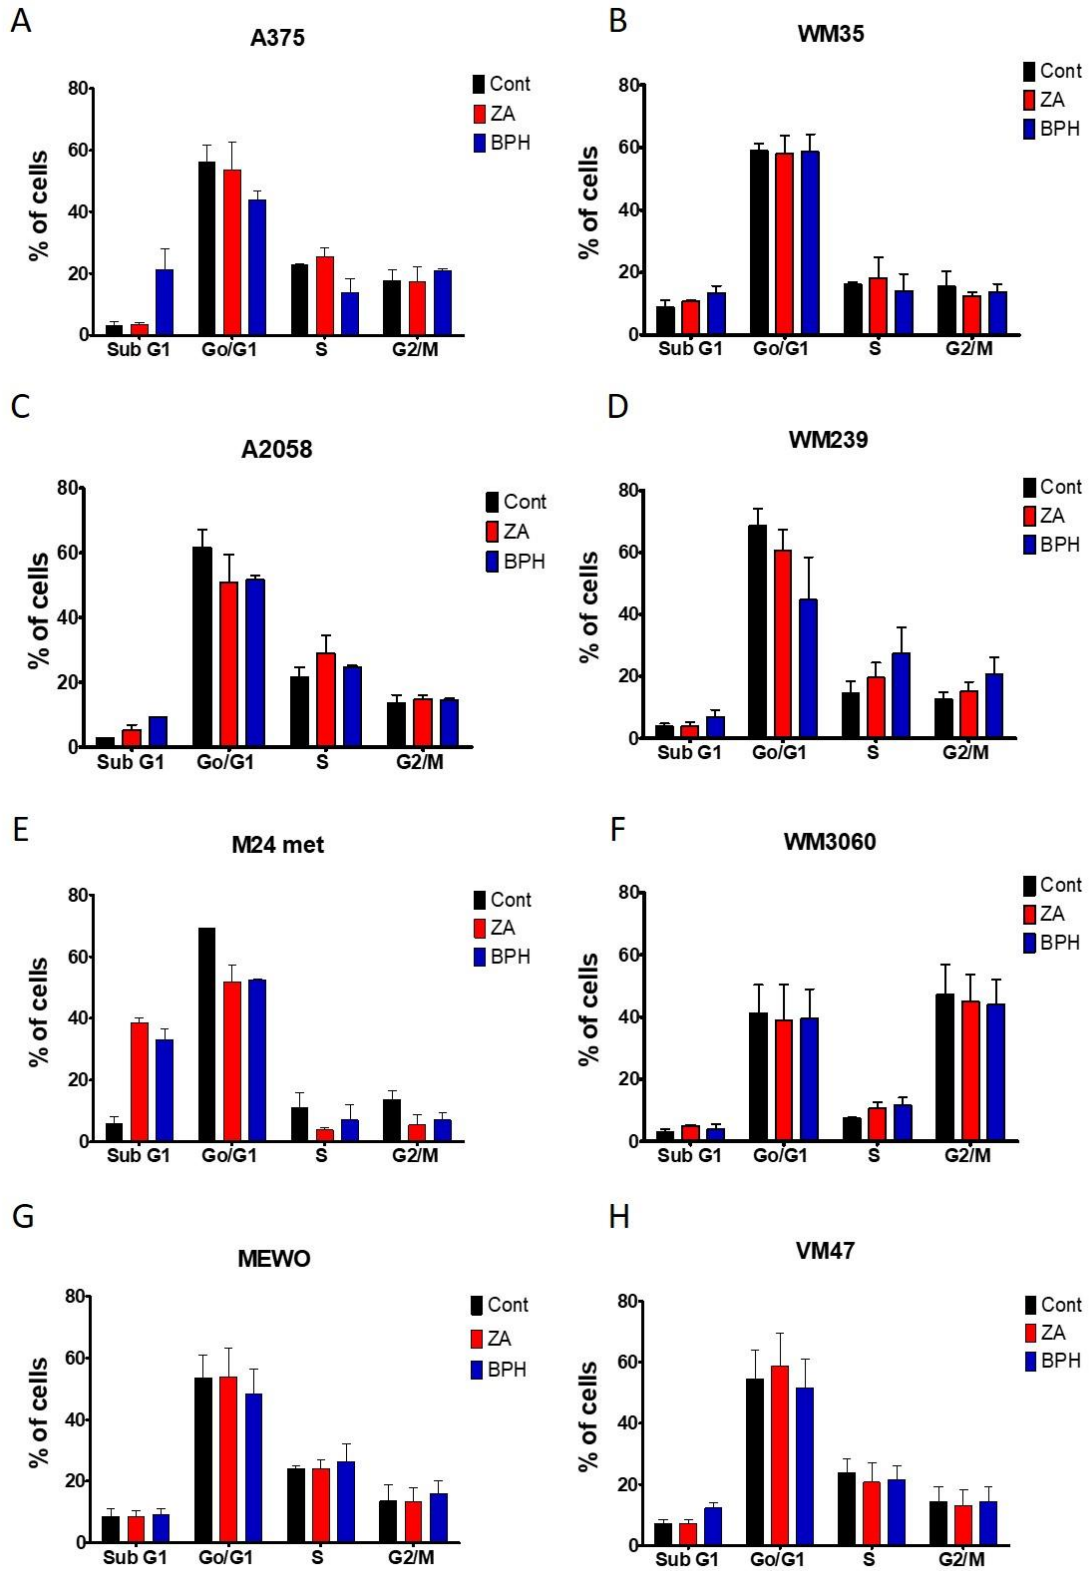 A
A375
Cont
ZA
BPH
80
60
40
20
0
% of cells
Sub G1 Go/G1 S G2/M
B
WM35
Cont
ZA
BPH
80
60
40
20
0
% of cells
Sub G1 Go/G1 S G2/M
C
A2058
Cont
ZA
BPH
80
60
40
20
0
% of cells
Sub G1 Go/G1 S G2/M
D
WM239
Cont
ZA
BPH
80
60
40
20
0
% of cells
Sub G1 Go/G1 S G2/M
E
M24 met
Cont
ZA
BPH
80
60
40
20
0
% of cells
Sub G1 Go/G1 S G2/M
F
WM3060
Cont
ZA
BPH
80
60
40
20
0
% of cells
Sub G1 Go/G1 S G2/M
G
MEWO
Cont
ZA
BPH
80
60
40
20
0
% of cells
Sub G1 Go/G1 S G2/M
H
VM47
Cont
ZA
BPH
80
60
40
20
0
% of cells
Sub G1 Go/G1 S G2/M